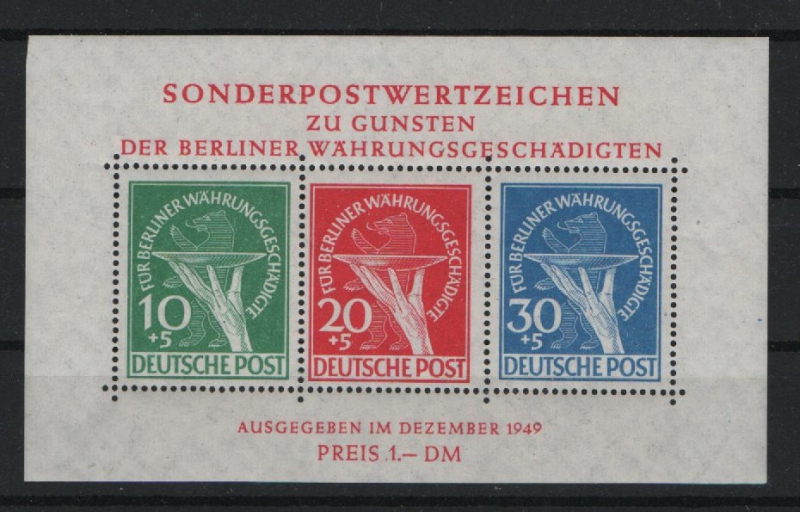 SONDERPOSTWERTZEICHEN
ZU GUNSTEN
DER BERLINER WÄHRUNGSGESCHÄDIGTEN
FÜR BERLINER WÄHRUNGSGESCHÄDIGTE
10
+5
DEUTSCHE POST
FÜR BERLINER WÄHRUNGSGESCHÄDIGTE
20
+5
DEUTSCHE POST
FÜR BERLINER WÄHRUNGSGESCHÄDIGTE
30
+5
DEUTSCHE POST
AUSGEGEBEN IM DEZEMBER 1949
PREIS 1.— DM